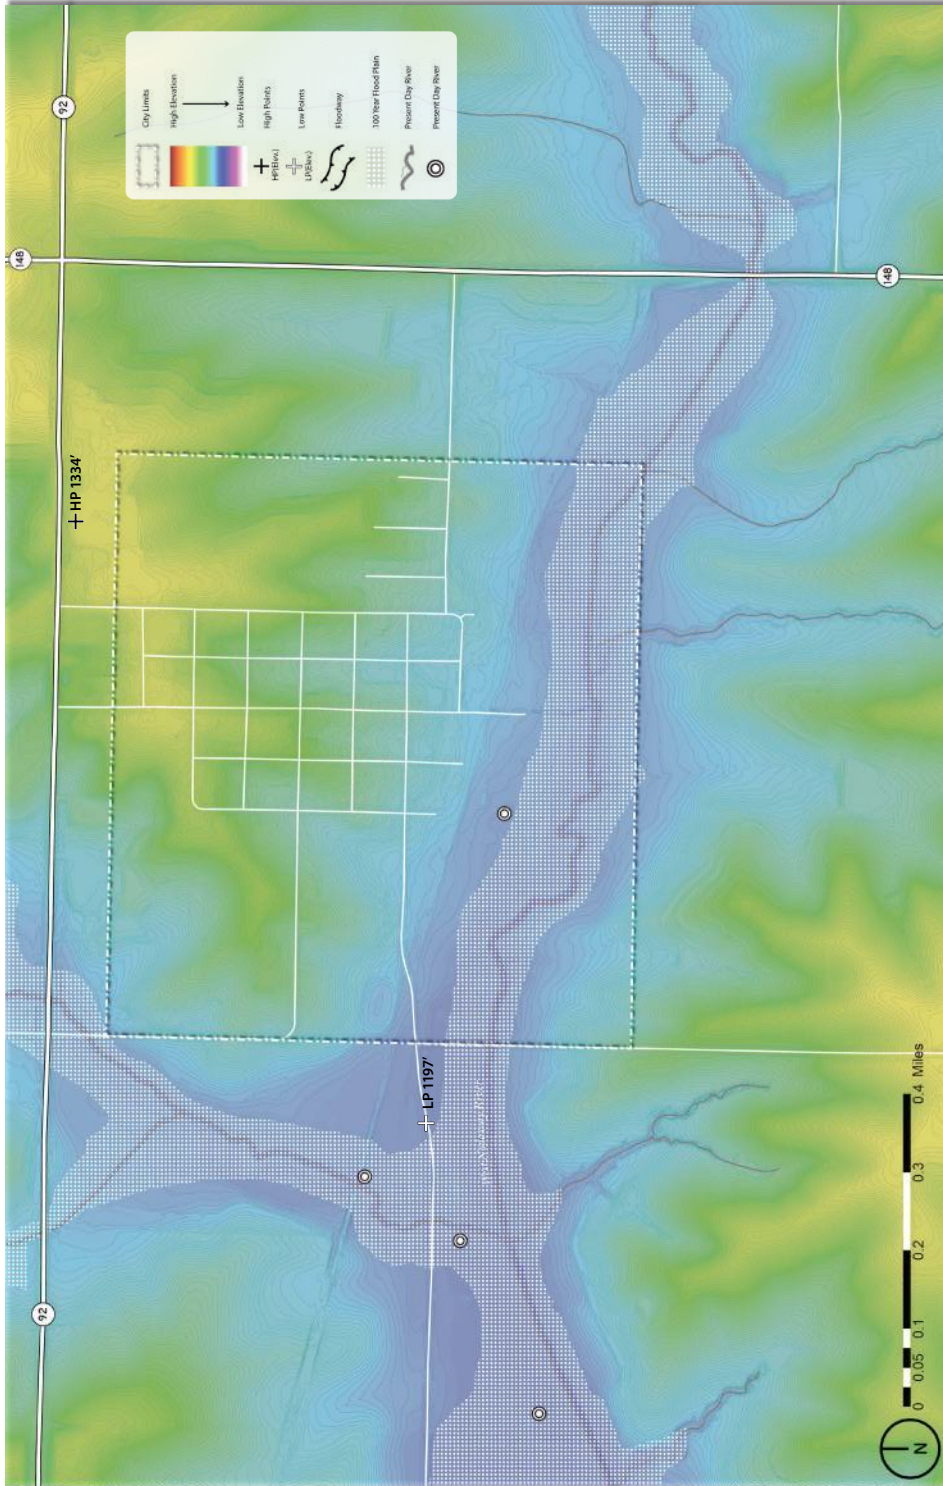 92
148
City Limits
High Elevation
Low Elevation
High Points
Low Points
Floodway
100 Year Flood Plain
Present Day River
Present Day River
HP(Elev.)
LP(Elev.)
HP 1334'
148
LP 1197'
92
0 0.05 0.1 0.2 0.3 0.4 Miles
N